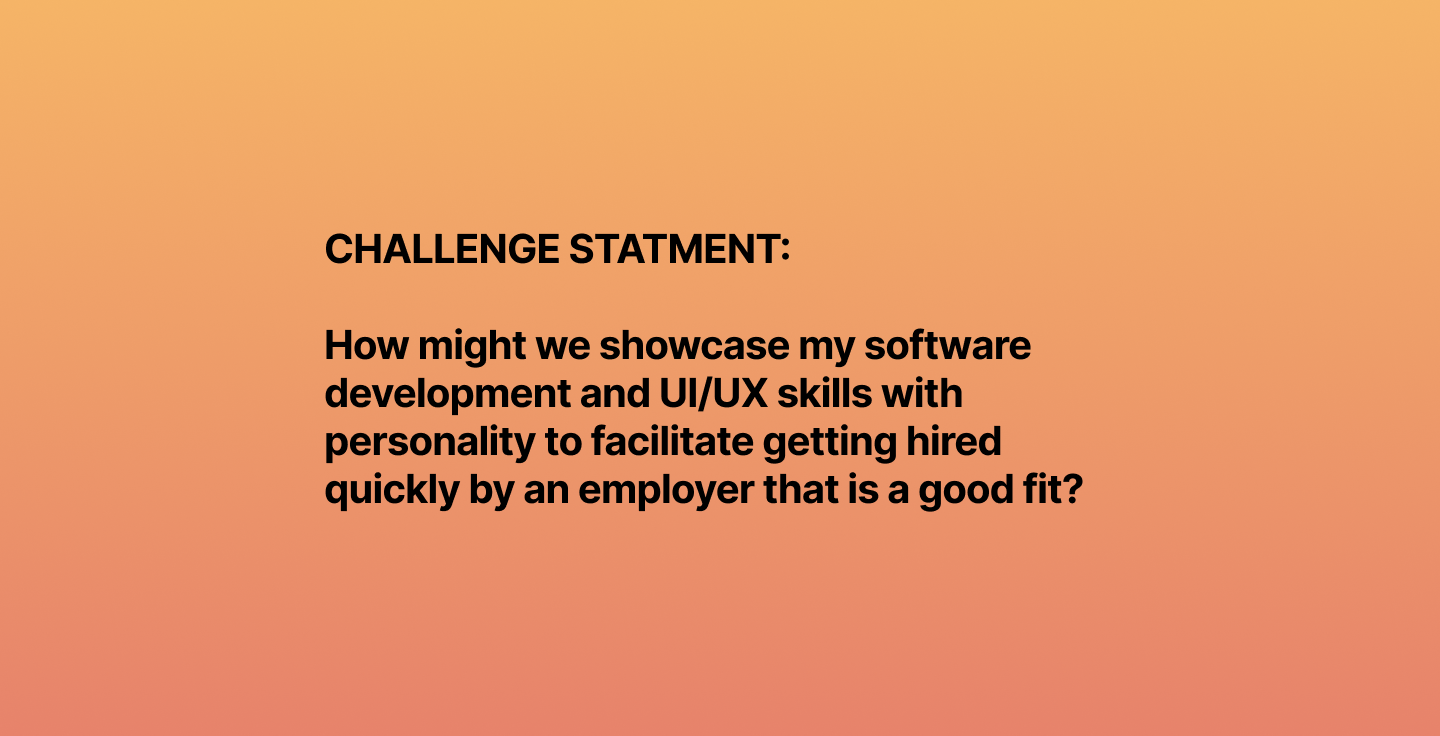 CHALLENGE STATMENT:
How might we showcase my software
development and UI/UX skills with
personality to facilitate getting hired
quickly by an employer that is a good fit?